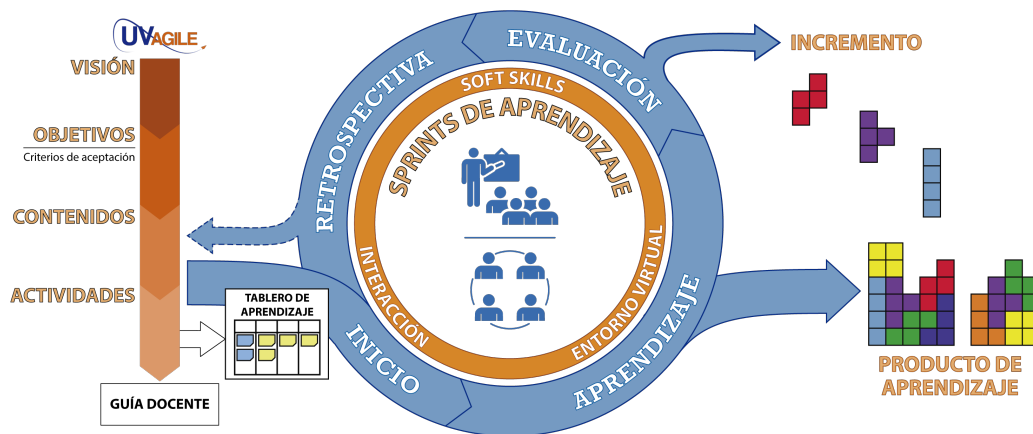 UVAGILE
VISIÓN
OBJETIVOS
Criterios de aceptación
CONTENIDOS
ACTIVIDADES
GUÍA DOCENTE
TABLERO DE
APRENDIZAJE
INICIO
APRENDIZAJE
EVALUACIÓN
RETROSPECTIVA
SOFT SKILLS
INTERACCIÓN
ENTORNO VIRTUAL
SPRINTS DE APRENDIZAJE
INCREMENTO
PRODUCTO DE
APRENDIZAJE